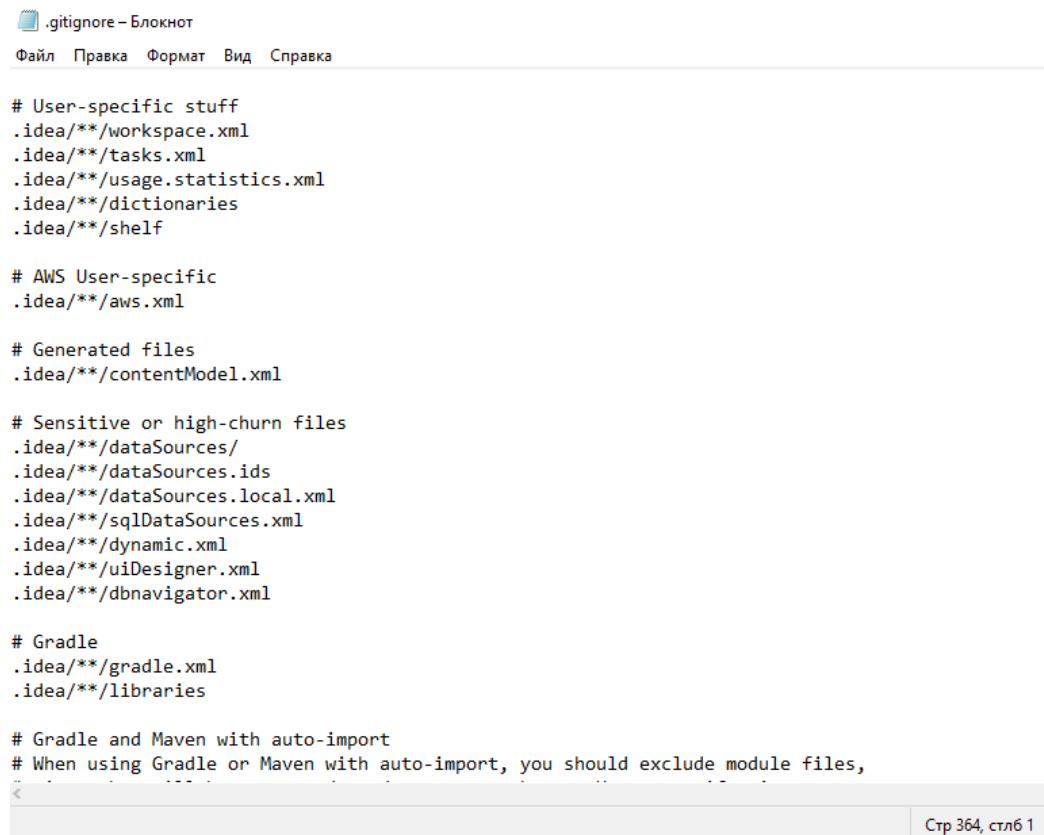 .gitignore – Блокнот
Файл Правка Формат Вид Справка
# User-specific stuff
.idea/**/workspace.xml
.idea/**/tasks.xml
.idea/**/usage.statistics.xml
.idea/**/dictionaries
.idea/**/shelf
# AWS User-specific
.idea/**/aws.xml
# Generated files
.idea/**/contentModel.xml
# Sensitive or high-churn files
.idea/**/dataSources/
.idea/**/dataSources.ids
.idea/**/dataSources.local.xml
.idea/**/sqlDataSources.xml
.idea/**/dynamic.xml
.idea/**/uiDesigner.xml
.idea/**/dbnavigator.xml
# Gradle
.idea/**/gradle.xml
.idea/**/libraries
# Gradle and Maven with auto-import
# When using Gradle or Maven with auto-import, you should exclude module files,
Стр 364, стлб 1